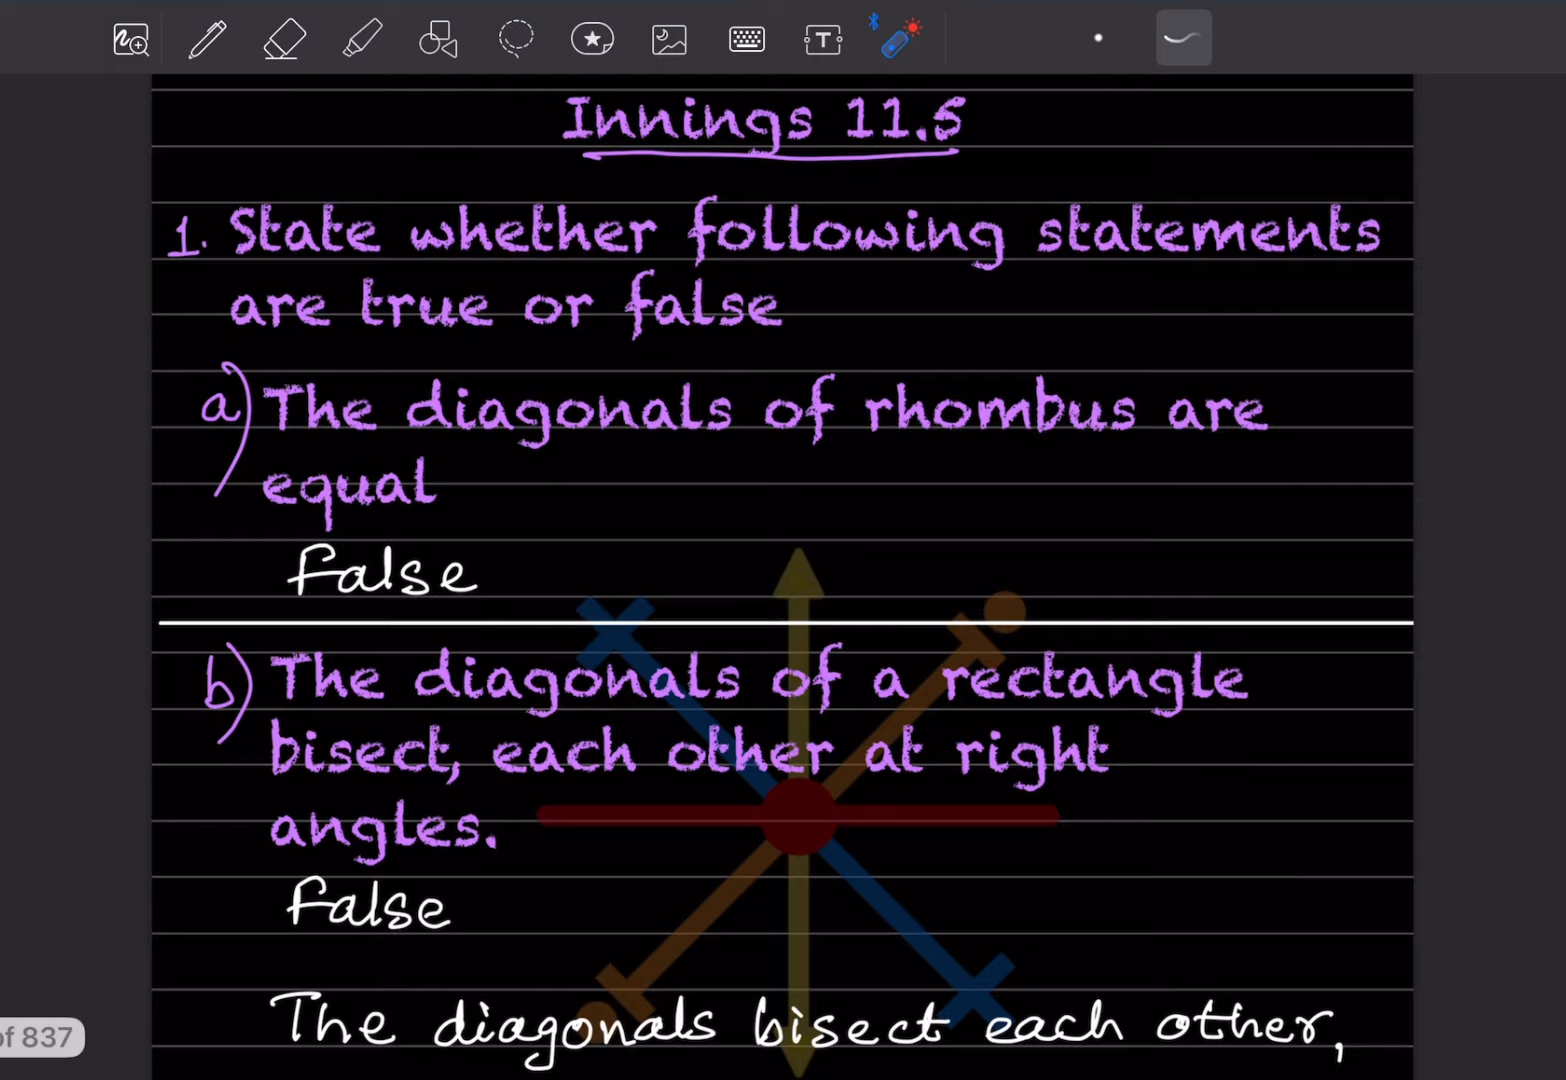 Innings 11.5
1. State whether following statements
are true or false
a) The diagonals of rhombus are
equal
False
b) The diagonals of a rectangle
bisect, each other at right
angles.
False
The diagonals bisect each other,
of 837